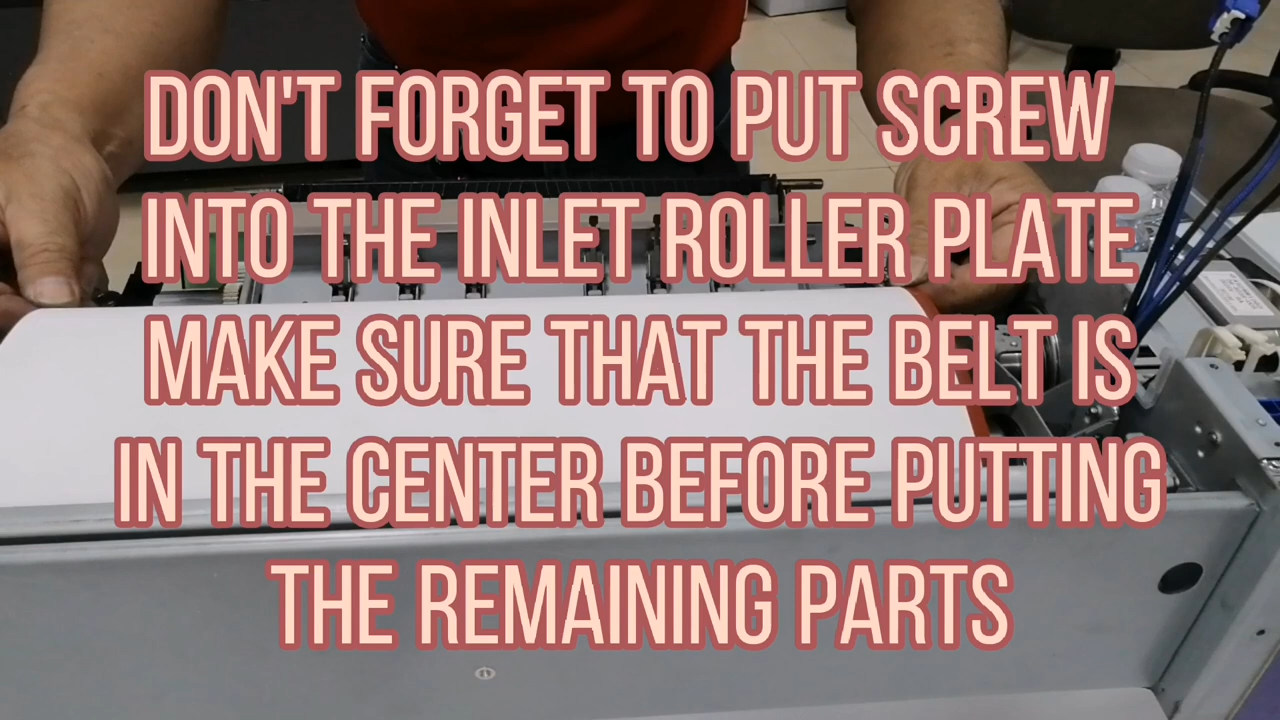 DON'T FORGET TO PUT SCREW
INTO THE INLET ROLLER PLATE
MAKE SURE THAT THE BELT IS
IN THE CENTER BEFORE PUTTING
THE REMAINING PARTS